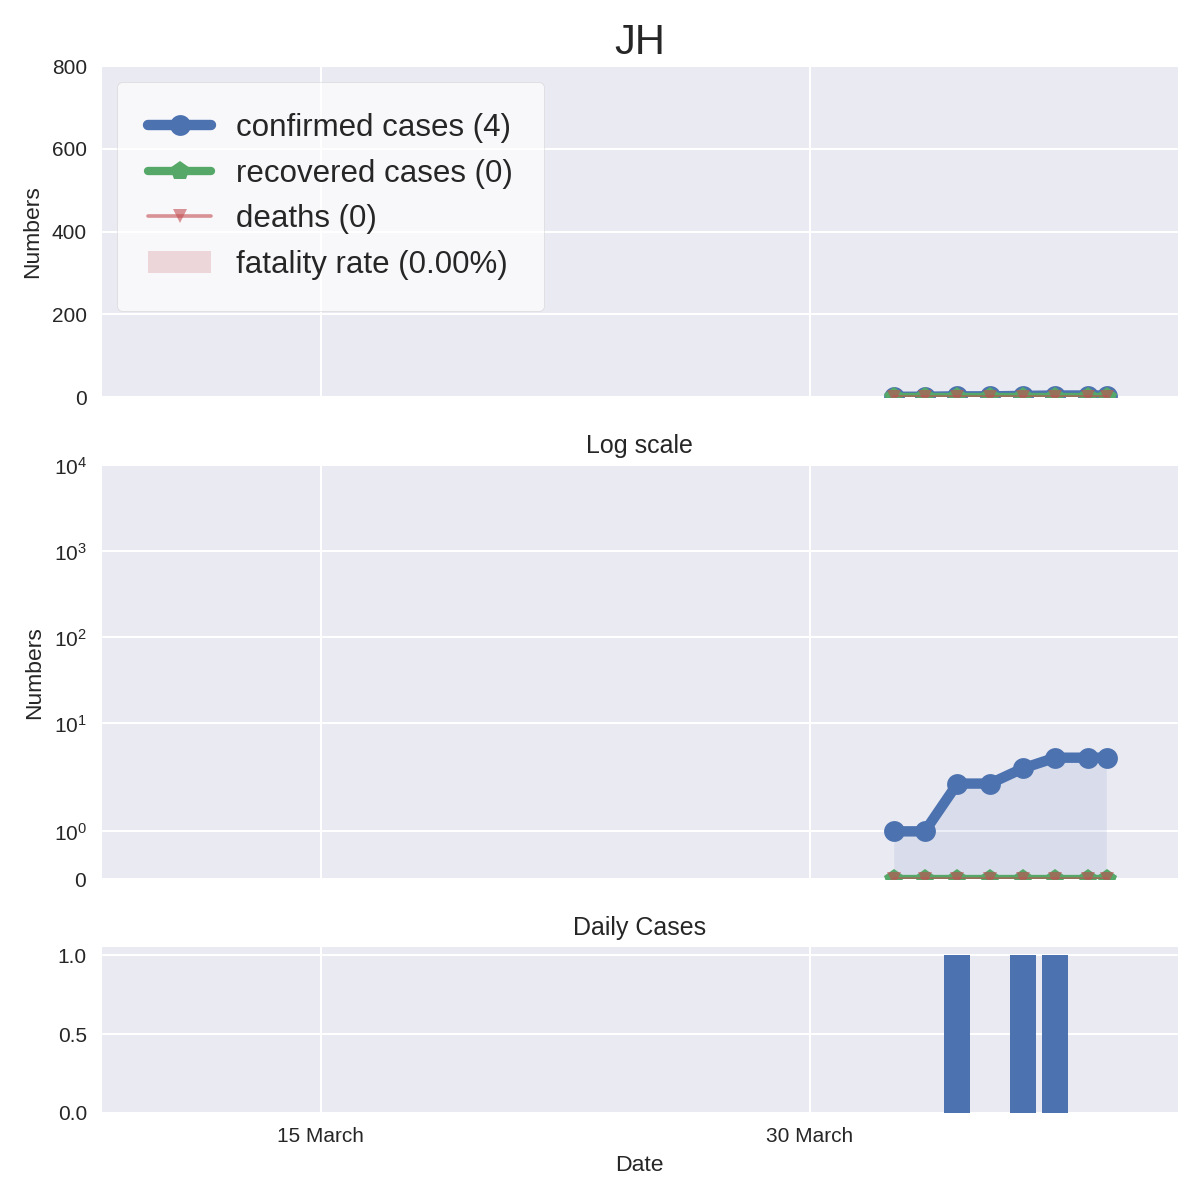 JH
800
600
400
200
0
Numbers
confirmed cases (4)
recovered cases (0)
deaths (0)
fatality rate (0.00%)
Log scale
10⁴
10³
10²
10¹
10⁰
0
Numbers
Daily Cases
1.0
0.5
0.0
15 March
30 March
Date